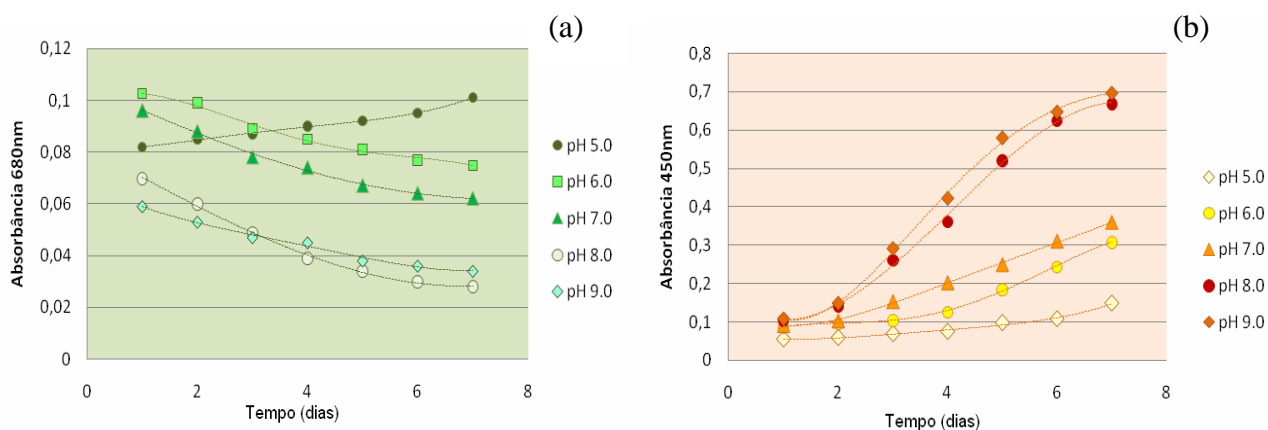 (a)
0,12
0,1
0,08
0,06
0,04
0,02
0
0 2 4 6 8
Absorbância 680nm
Tempo (dias)
pH 5.0
pH 6.0
pH 7.0
pH 8.0
pH 9.0
(b)
0,8
0,7
0,6
0,5
0,4
0,3
0,2
0,1
0
0 2 4 6 8
Absorbância 450nm
Tempo (dias)
pH 5.0
pH 6.0
pH 7.0
pH 8.0
pH 9.0